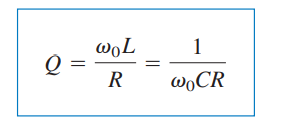 Q = ω₀L / R = 1 / ω₀CR